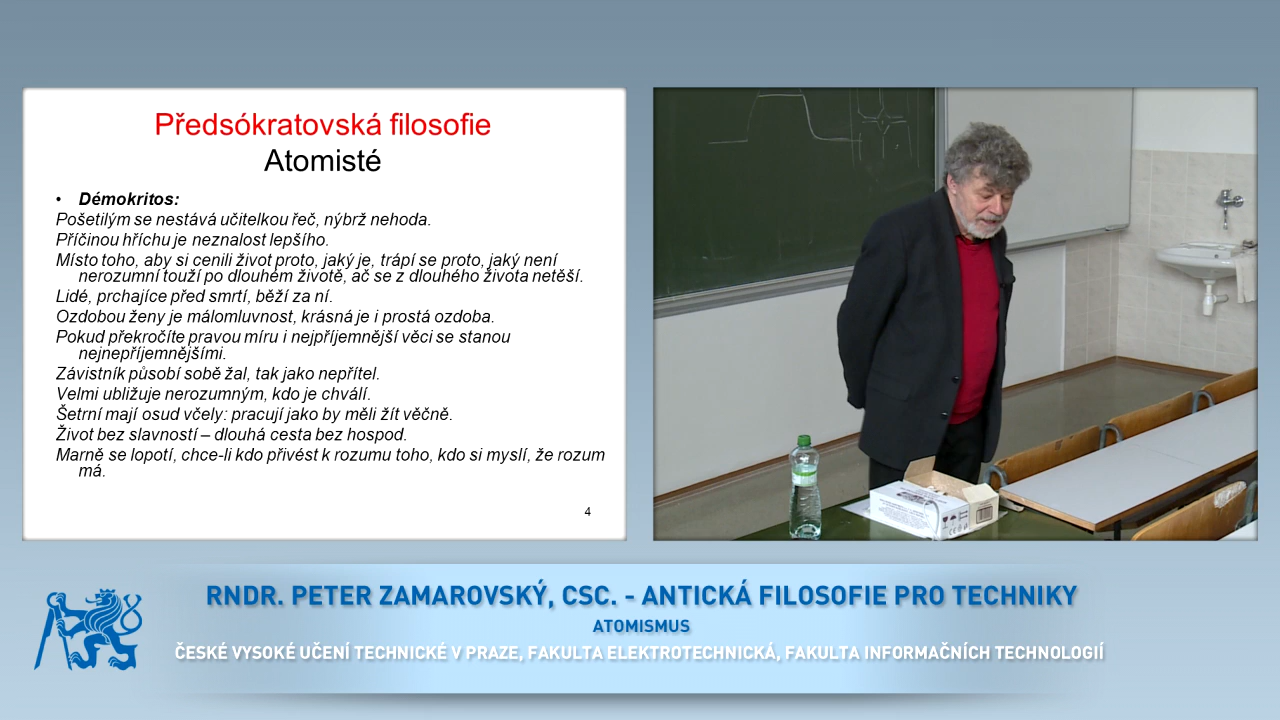 Předsókratovská filosofie
Atomisté
• Démokritos:
Pošetilým se nestává učitelkou řeč, nýbrž nehoda.
Příčinou hříchu je neznalost lepšího.
Místo toho, aby si cenili život proto, jaký je, trápí se proto, jaký není
nerozumní touží po dlouhém životě, ač se z dlouhého života netěší.
Lidé, prchajíce před smrtí, běží za ní.
Ozdobou ženy je málomluvnost, krásná je i prostá ozdoba.
Pokud překročíte pravou míru i nejpříjemnější věci se stanou
nejnepříjemnějšími.
Závistník působí sobě žal, tak jako nepřítel.
Velmi ubližuje nerozumným, kdo je chválí.
Šetrní mají osud včely: pracují jako by měli žít věčně.
Život bez slavností – dlouhá cesta bez hospod.
Marně se lopotí, chce-li kdo přivést k rozumu toho, kdo si myslí, že rozum
má.
4
RNDR. PETER ZAMAROVSKÝ, CSC. - ANTICKÁ FILOSOFIE PRO TECHNIKY
ATOMISMUS
ČESKÉ VYSOKÉ UČENÍ TECHNICKÉ V PRAZE, FAKULTA ELEKTROTECHNICKÁ, FAKULTA INFORMAČNÍCH TECHNOLOGIÍ